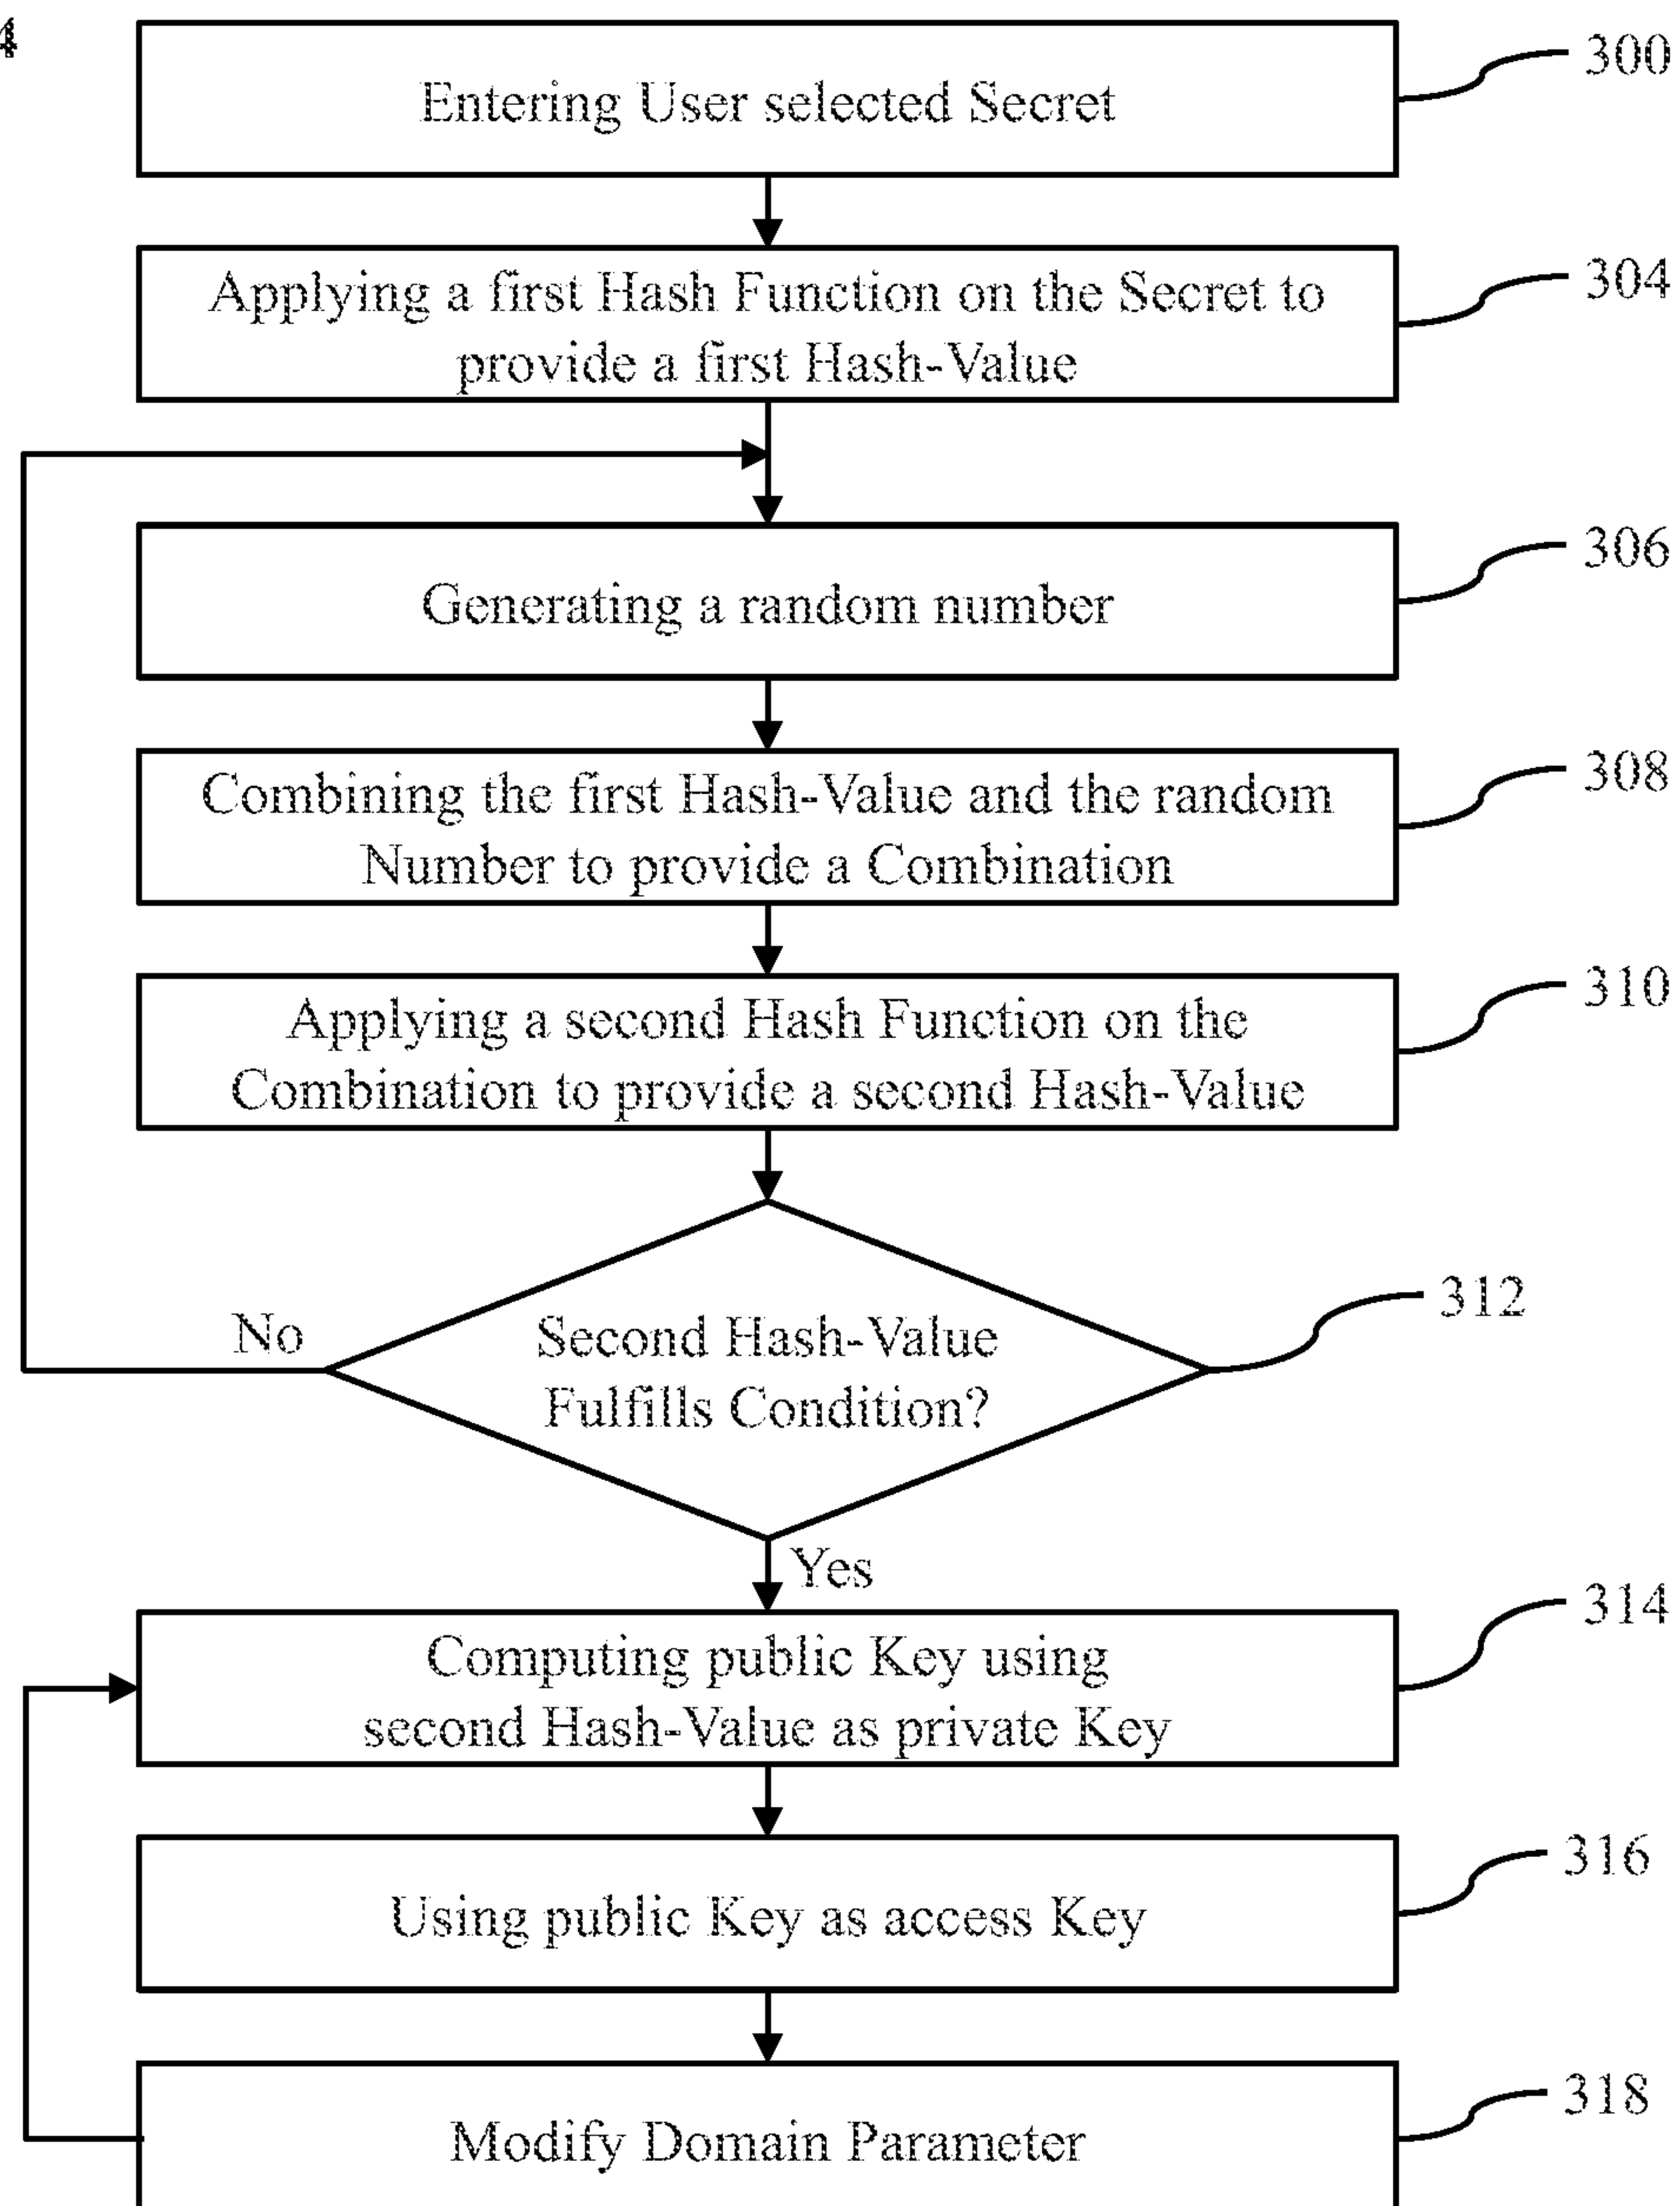 4
Entering User selected Secret
300
Applying a first Hash Function on the Secret to
provide a first Hash-Value
304
Generating a random number
306
Combining the first Hash-Value and the random
Number to provide a Combination
308
Applying a second Hash Function on the
Combination to provide a second Hash-Value
310
No
Second Hash-Value
Fulfills Condition?
312
Yes
Computing public Key using
second Hash-Value as private Key
314
Using public Key as access Key
316
Modify Domain Parameter
318